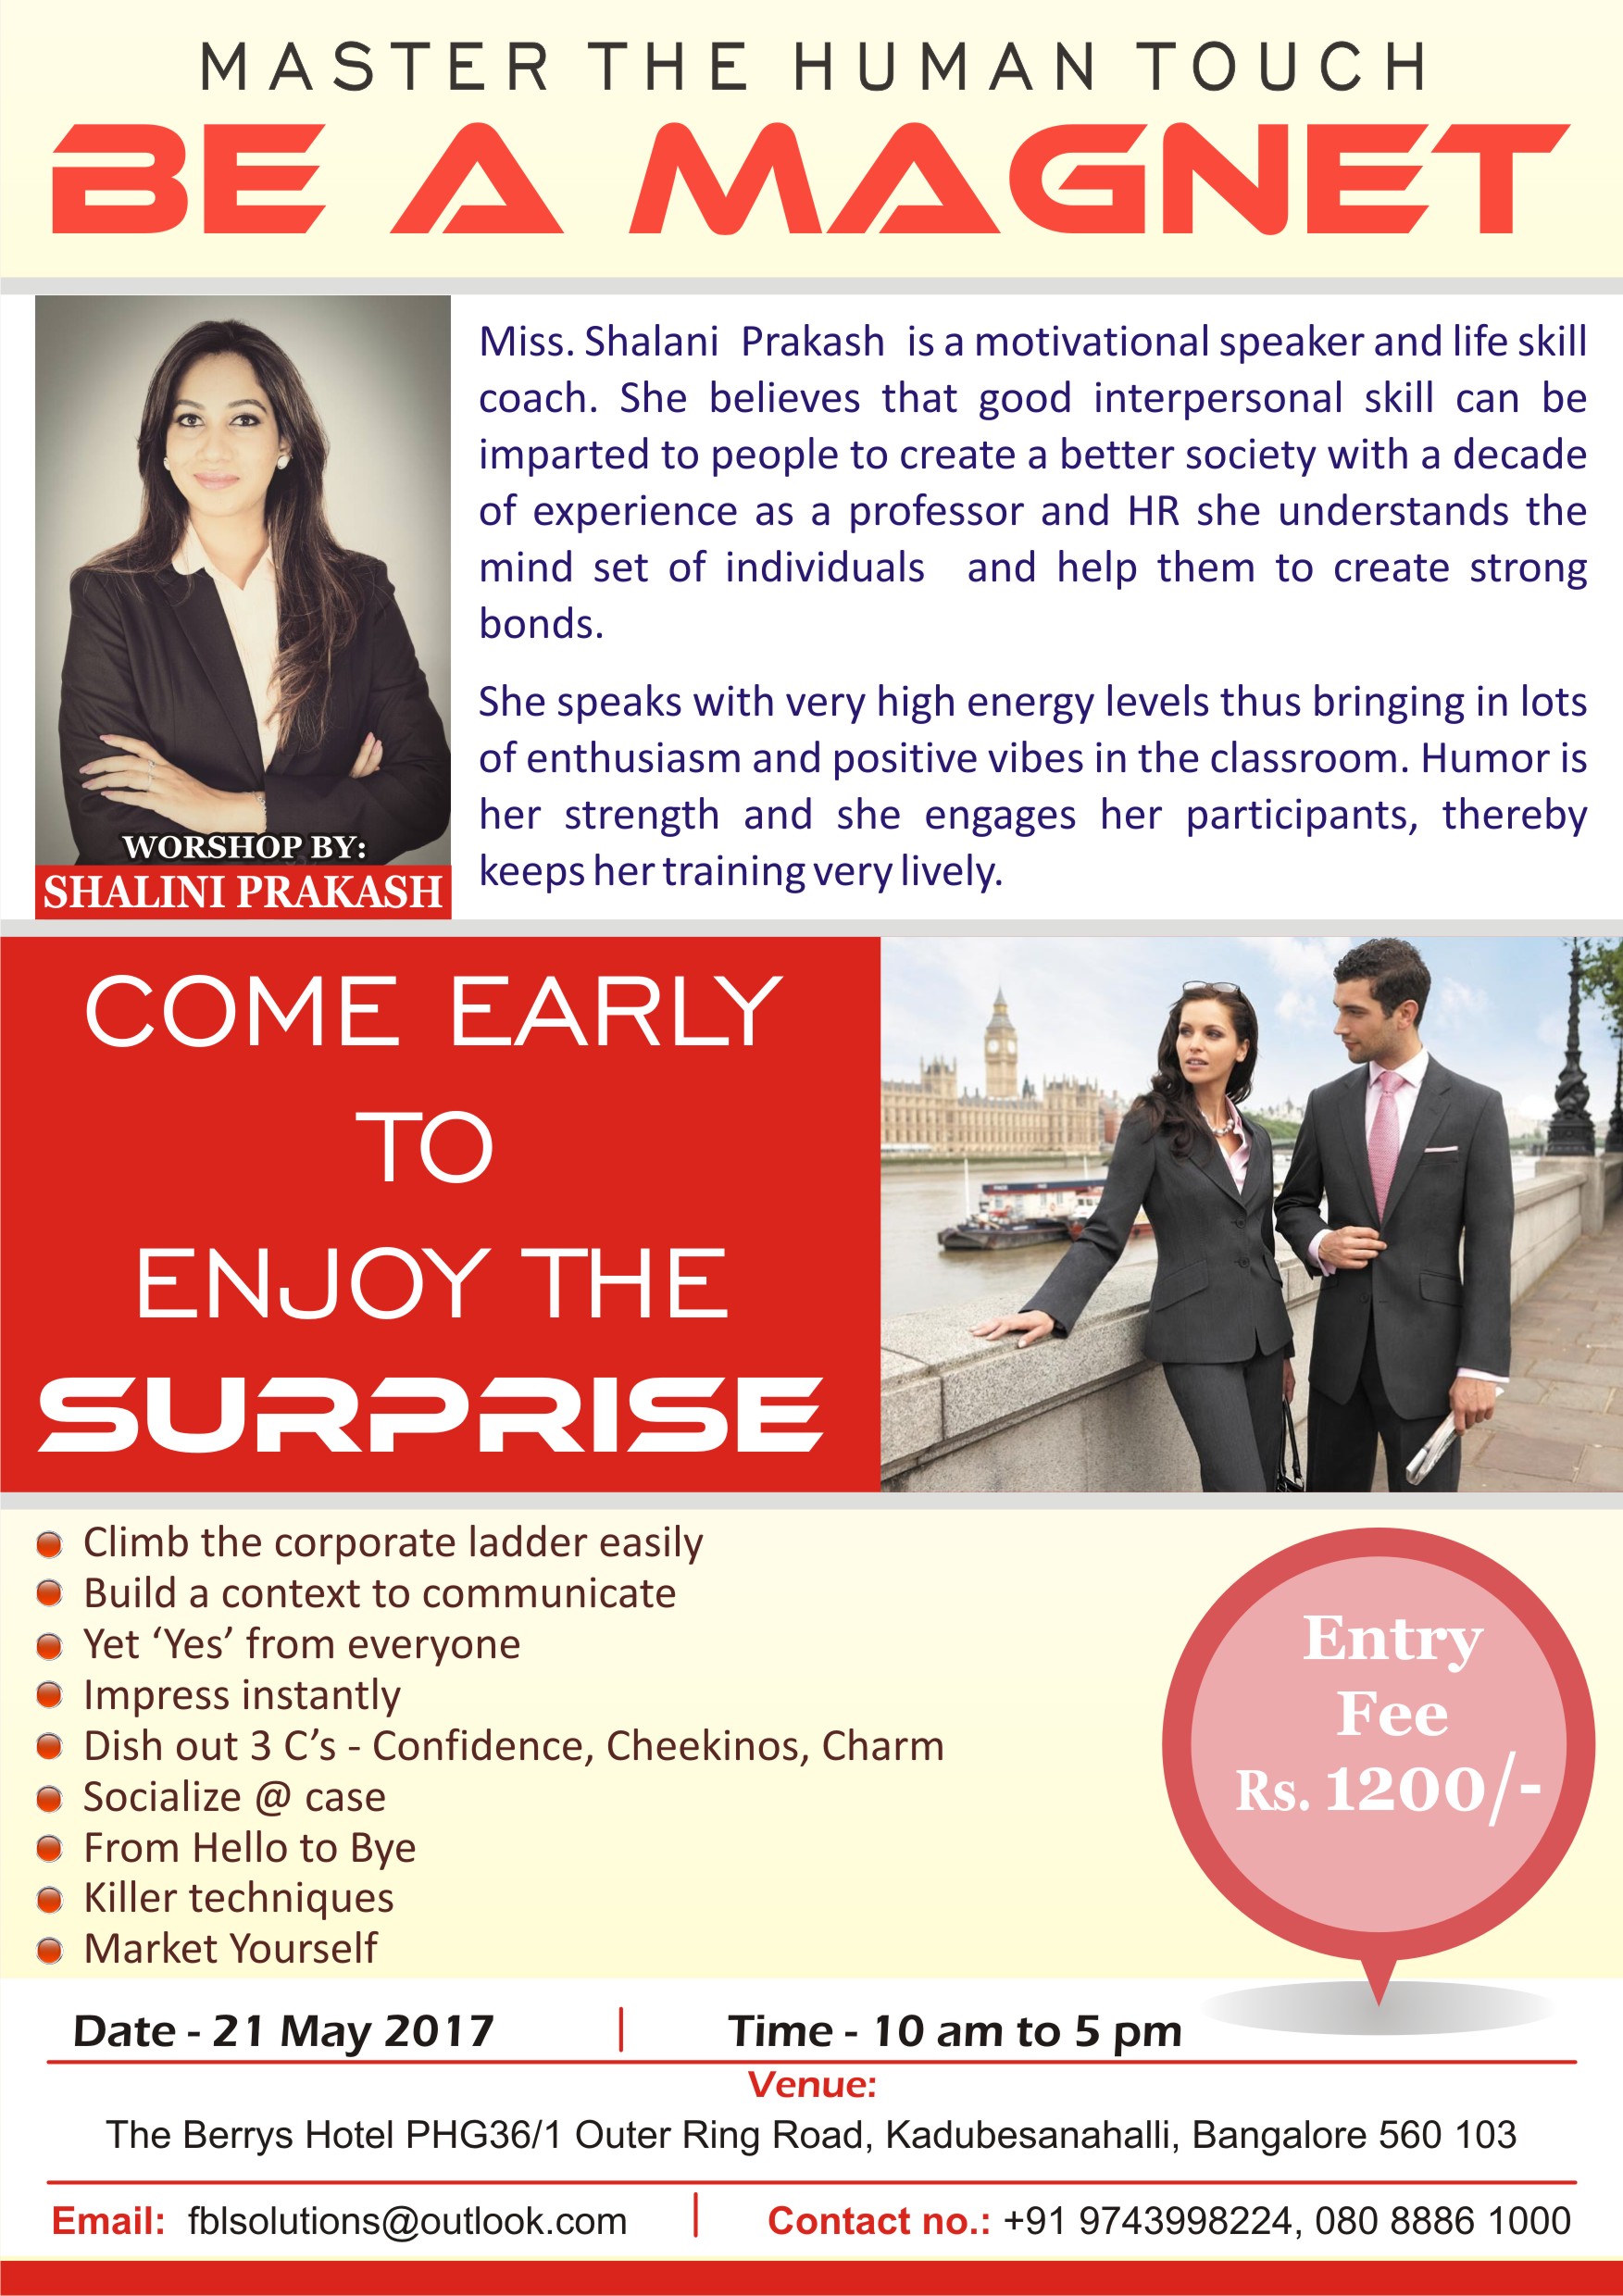 MASTER THE HUMAN TOUCH
BE A MAGNET
Miss. Shalani Prakash is a motivational speaker and life skill
coach. She believes that good interpersonal skill can be
imparted to people to create a better society with a decade
of experience as a professor and HR she understands the
mind set of individuals and help them to create strong
bonds.
She speaks with very high energy levels thus bringing in lots
of enthusiasm and positive vibes in the classroom. Humor is
her strength and she engages her participants, thereby
keeps her training very lively.
WORSHOP BY:
SHALINI PRAKASH
COME EARLY
TO
ENJOY THE
SURPRISE
Climb the corporate ladder easily
Build a context to communicate
Yet ‘Yes’ from everyone
Impress instantly
Dish out 3 C’s - Confidence, Cheekinos, Charm
Socialize @ case
From Hello to Bye
Killer techniques
Market Yourself
Entry
Fee
Rs. 1200/-
Date - 21 May 2017 | Time - 10 am to 5 pm
Venue:
The Berrys Hotel PHG36/1 Outer Ring Road, Kadubesanahalli, Bangalore 560 103
Email: fblsolutions@outlook.com | Contact no.: +91 9743998224, 080 8886 1000